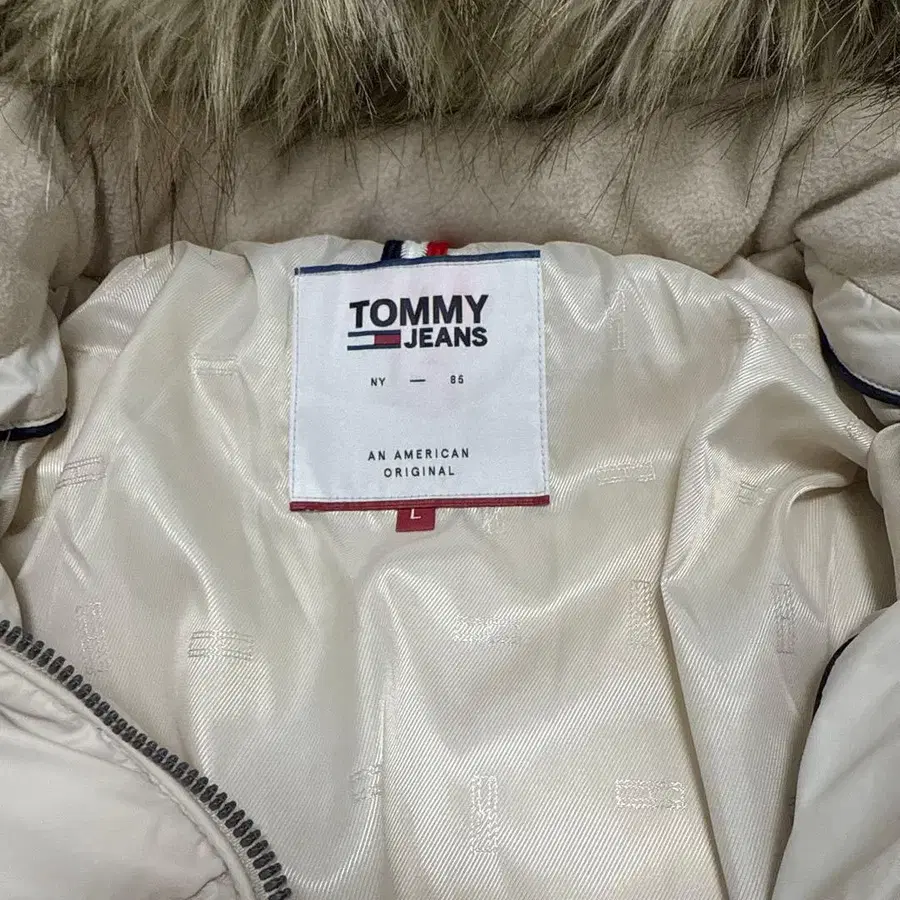 TOMMY
JEANS
NY — 85
AN AMERICAN
ORIGINAL
L